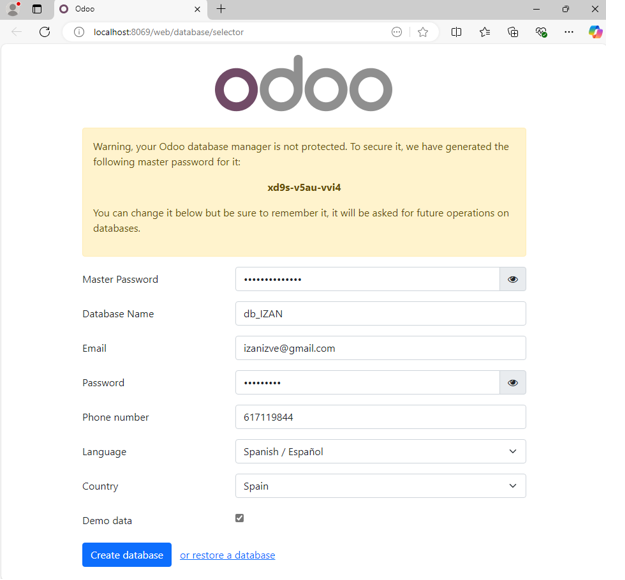 Odoo
localhost:8069/web/database/selector
odoo
Warning, your Odoo database manager is not protected. To secure it, we have generated the
following master password for it:
xd9s-v5au-vvi4
You can change it below but be sure to remember it, it will be asked for future operations on
databases.
Master Password ••••••••••••••
Database Name db_IZAN
Email izanizve@gmail.com
Password •••••••••
Phone number 617119844
Language Spanish / Español
Country Spain
Demo data
Create database or restore a database